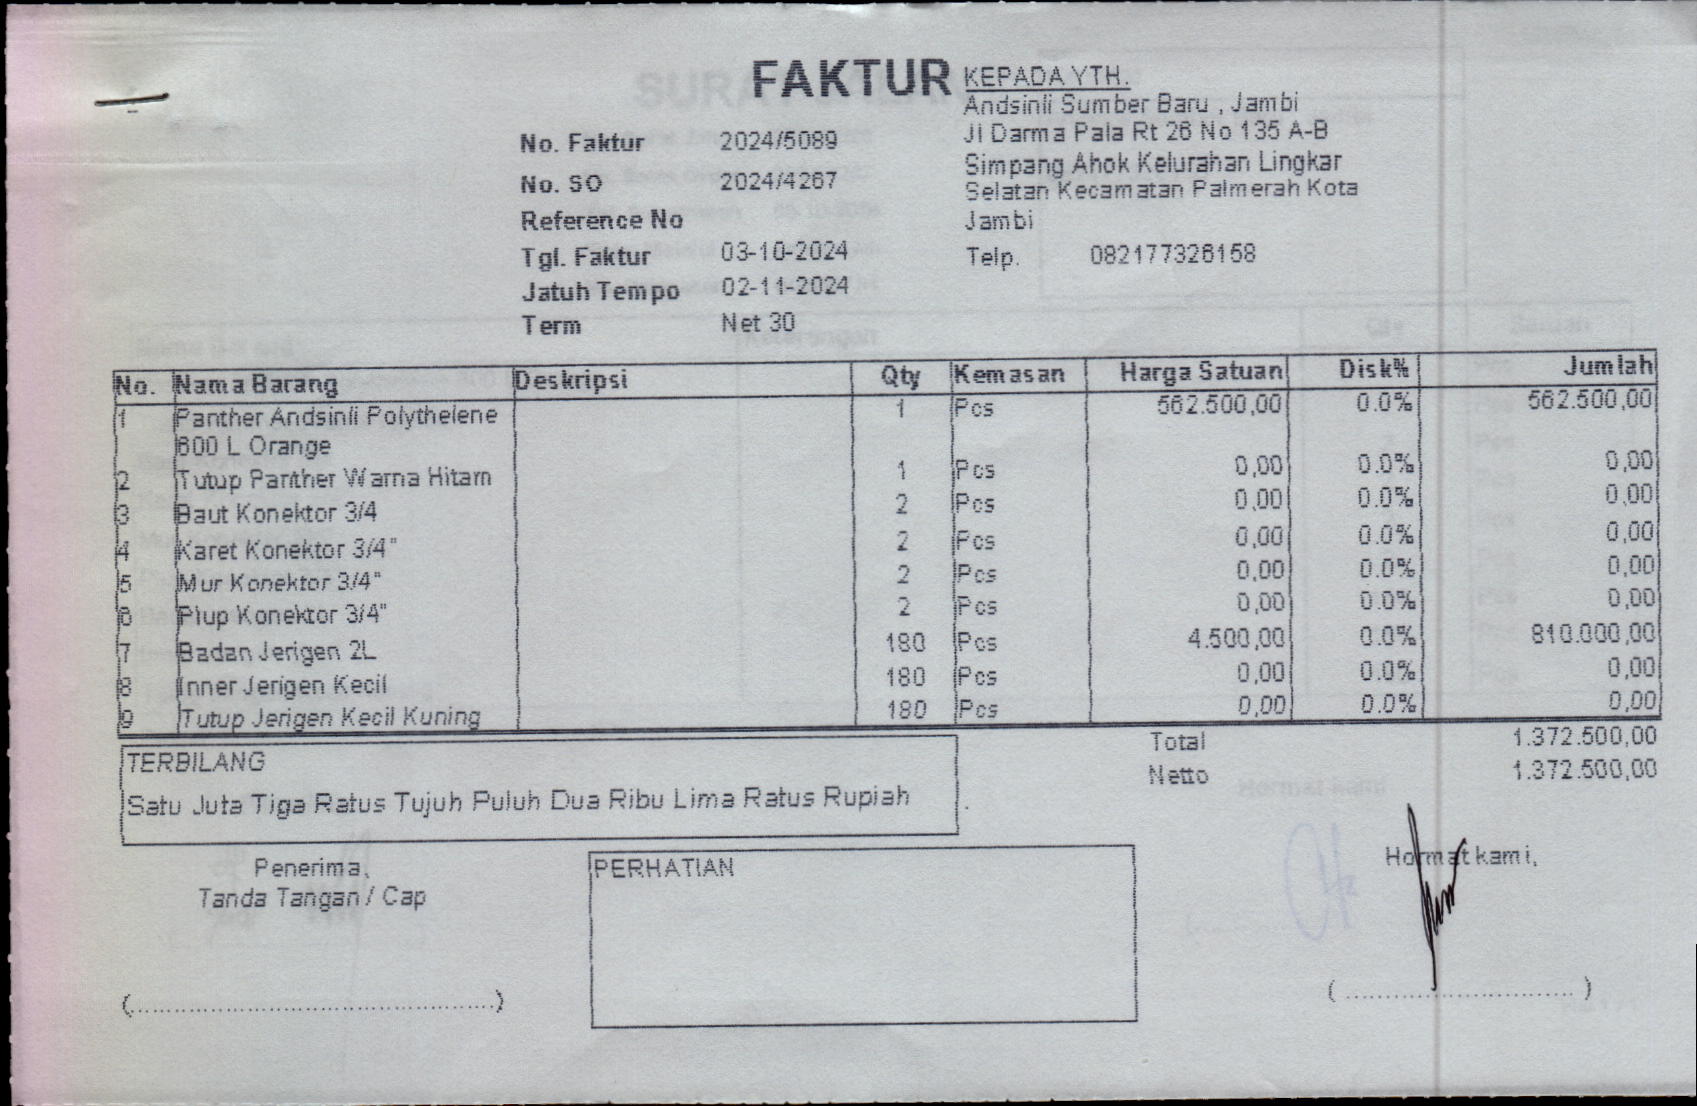 FAKTUR
KEPADA YTH.
Andsinli Sumber Baru , Jambi
Jl Darma Pala Rt 26 No 135 A-B
Simpang Ahok Kelurahan Lingkar
Selatan Kecamatan Palmerah Kota
Jambi
Telp. 082177326158
No. Faktur 2024/5089
No. SO 2024/4267
Reference No
Tgl. Faktur 03-10-2024
Jatuh Tempo 02-11-2024
Term Net 30
No. Nama Barang Deskripsi Qty Kemasan Harga Satuan Disk% Jumlah
1 Panther Andsinli Polythelene 1 Pcs 562.500,00 0.0% 562.500,00
600 L Orange
2 Tutup Panther Warna Hitam 1 Pcs 0,00 0.0% 0,00
3 Baut Konektor 3/4 2 Pcs 0,00 0.0% 0,00
4 Karet Konektor 3/4" 2 Pcs 0,00 0.0% 0,00
5 Mur Konektor 3/4" 2 Pcs 0,00 0.0% 0,00
6 Plup Konektor 3/4" 2 Pcs 0,00 0.0% 0,00
7 Badan Jerigen 2L 180 Pcs 4.500,00 0.0% 810.000,00
8 Inner Jerigen Kecil 180 Pcs 0,00 0.0% 0,00
9 Tutup Jerigen Kecil Kuning 180 Pcs 0,00 0.0% 0,00
Total 1.372.500,00
Netto 1.372.500,00
TERBILANG
Satu Juta Tiga Ratus Tujuh Puluh Dua Ribu Lima Ratus Rupiah
Penerima,
Tanda Tangan / Cap
PERHATIAN
Hormat kami,